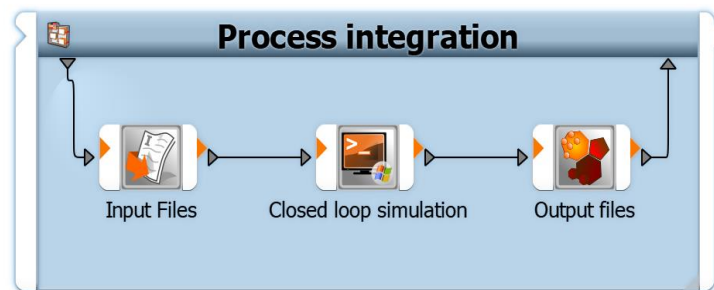 Process integration
Input Files
Closed loop simulation
Output files